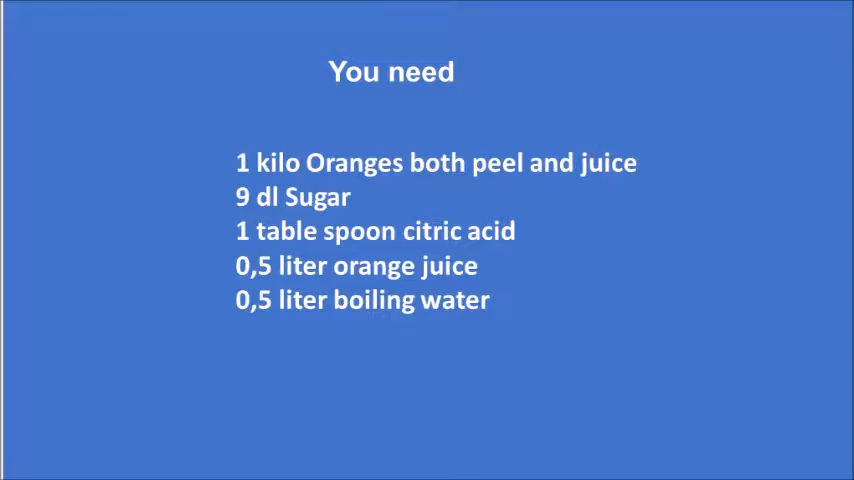 You need
1 kilo Oranges both peel and juice
9 dl Sugar
1 table spoon citric acid
0,5 liter orange juice
0,5 liter boiling water